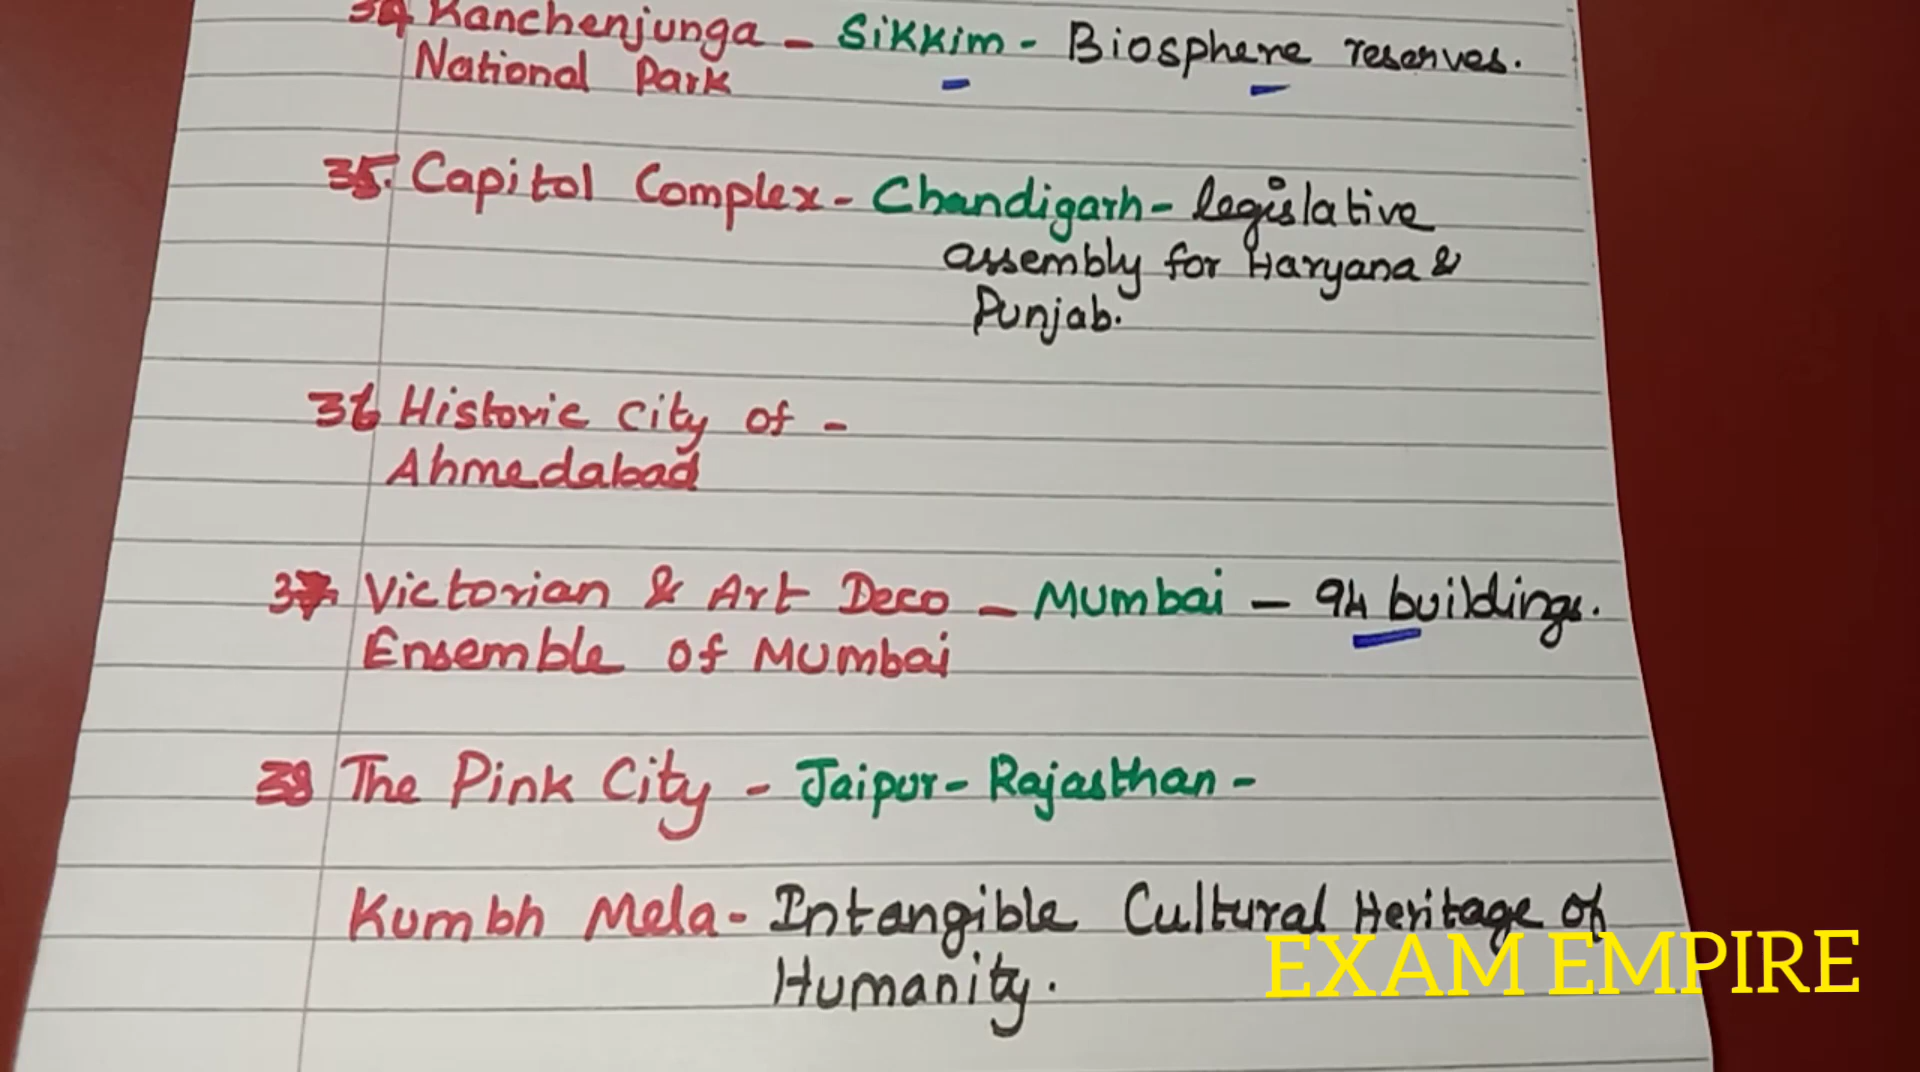 34 Kanchenjunga - Sikkim - Biosphere reserves.
National Park
35. Capitol Complex - Chandigarh - legislative
assembly for Haryana &
Punjab.
36 Historic City of -
Ahmedabad
37 Victorian & Art Deco - Mumbai - 94 buildings.
Ensemble of Mumbai
38 The Pink City - Jaipur - Rajasthan -
Kumbh Mela - Intangible Cultural Heritage of
Humanity.
EXAM EMPIRE